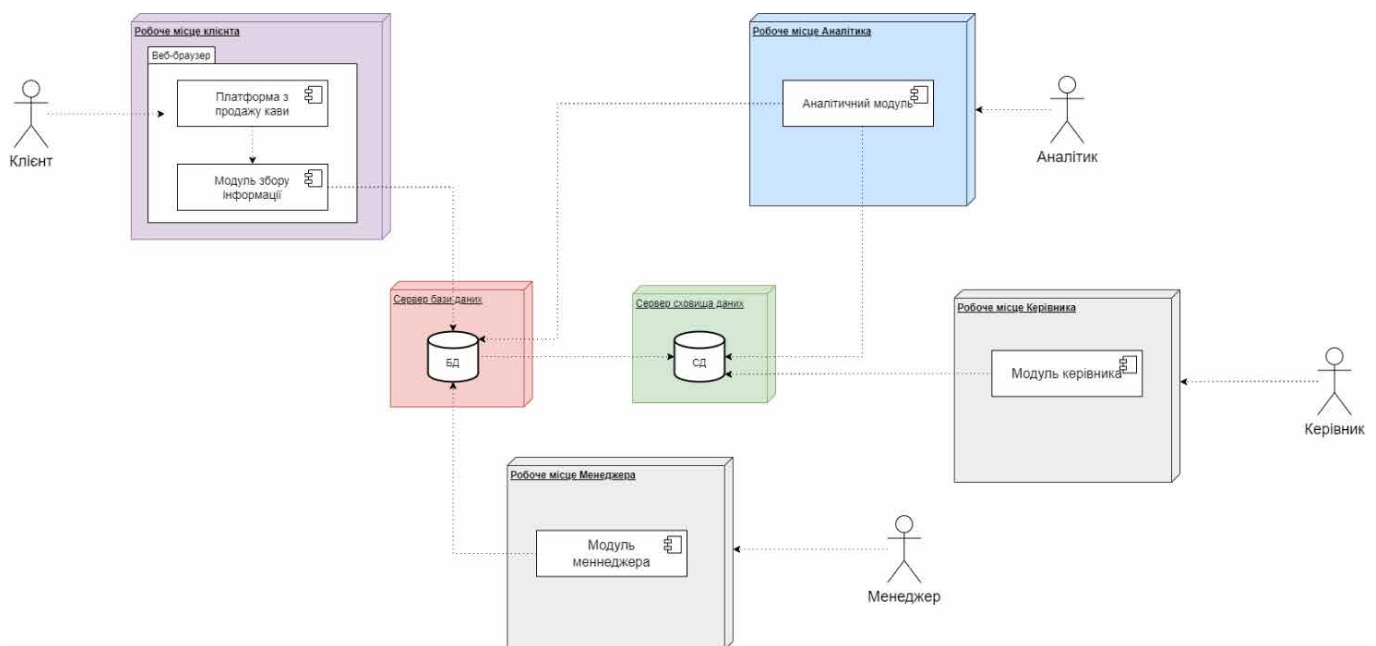 Робоче місце клієнта
Веб-браузер
Платформа з
продажу кави
Модуль збору
інформації
Клієнт
Робоче місце Аналітика
Аналітичний модуль
Аналітик
Сервер бази даних
БД
Сервер сховища даних
СД
Робоче місце Керівника
Модуль керівника
Керівник
Робоче місце Менеджера
Модуль
меннеджера
Менеджер